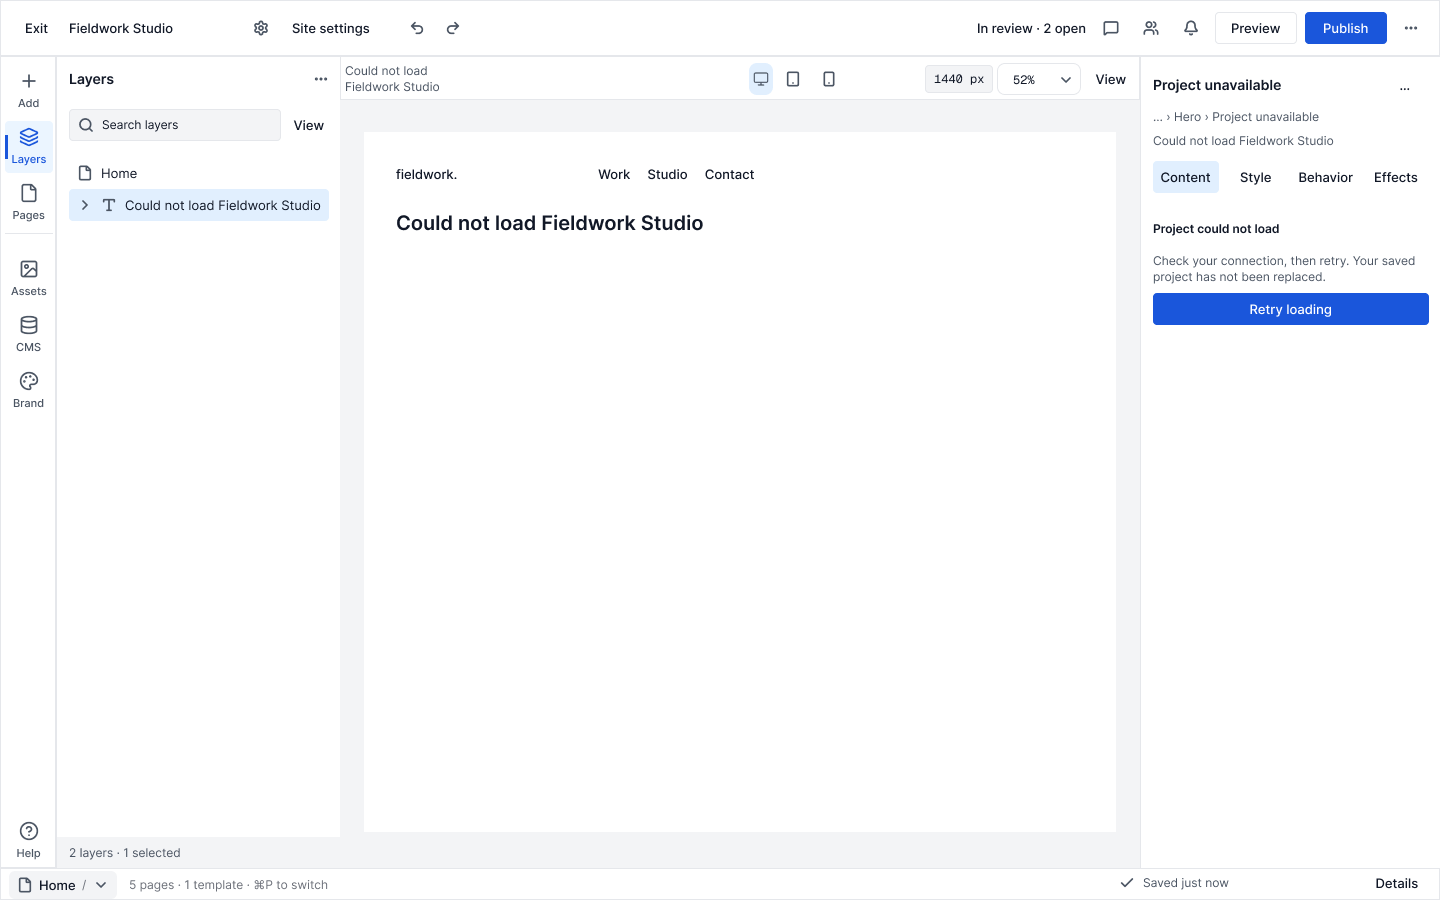 Exit
Fieldwork Studio
Site settings
In review · 2 open
Preview
Publish
Add
Layers
Pages
Assets
CMS
Brand
Help
Layers
Search layers
View
Home
Could not load Fieldwork Studio
2 layers · 1 selected
Could not load
Fieldwork Studio
1440 px
52%
View
fieldwork.
Work
Studio
Contact
Could not load Fieldwork Studio
Project unavailable
... › Hero › Project unavailable
Could not load Fieldwork Studio
Content
Style
Behavior
Effects
Project could not load
Check your connection, then retry. Your saved
project has not been replaced.
Retry loading
Home /
5 pages · 1 template · ⌘P to switch
Saved just now
Details